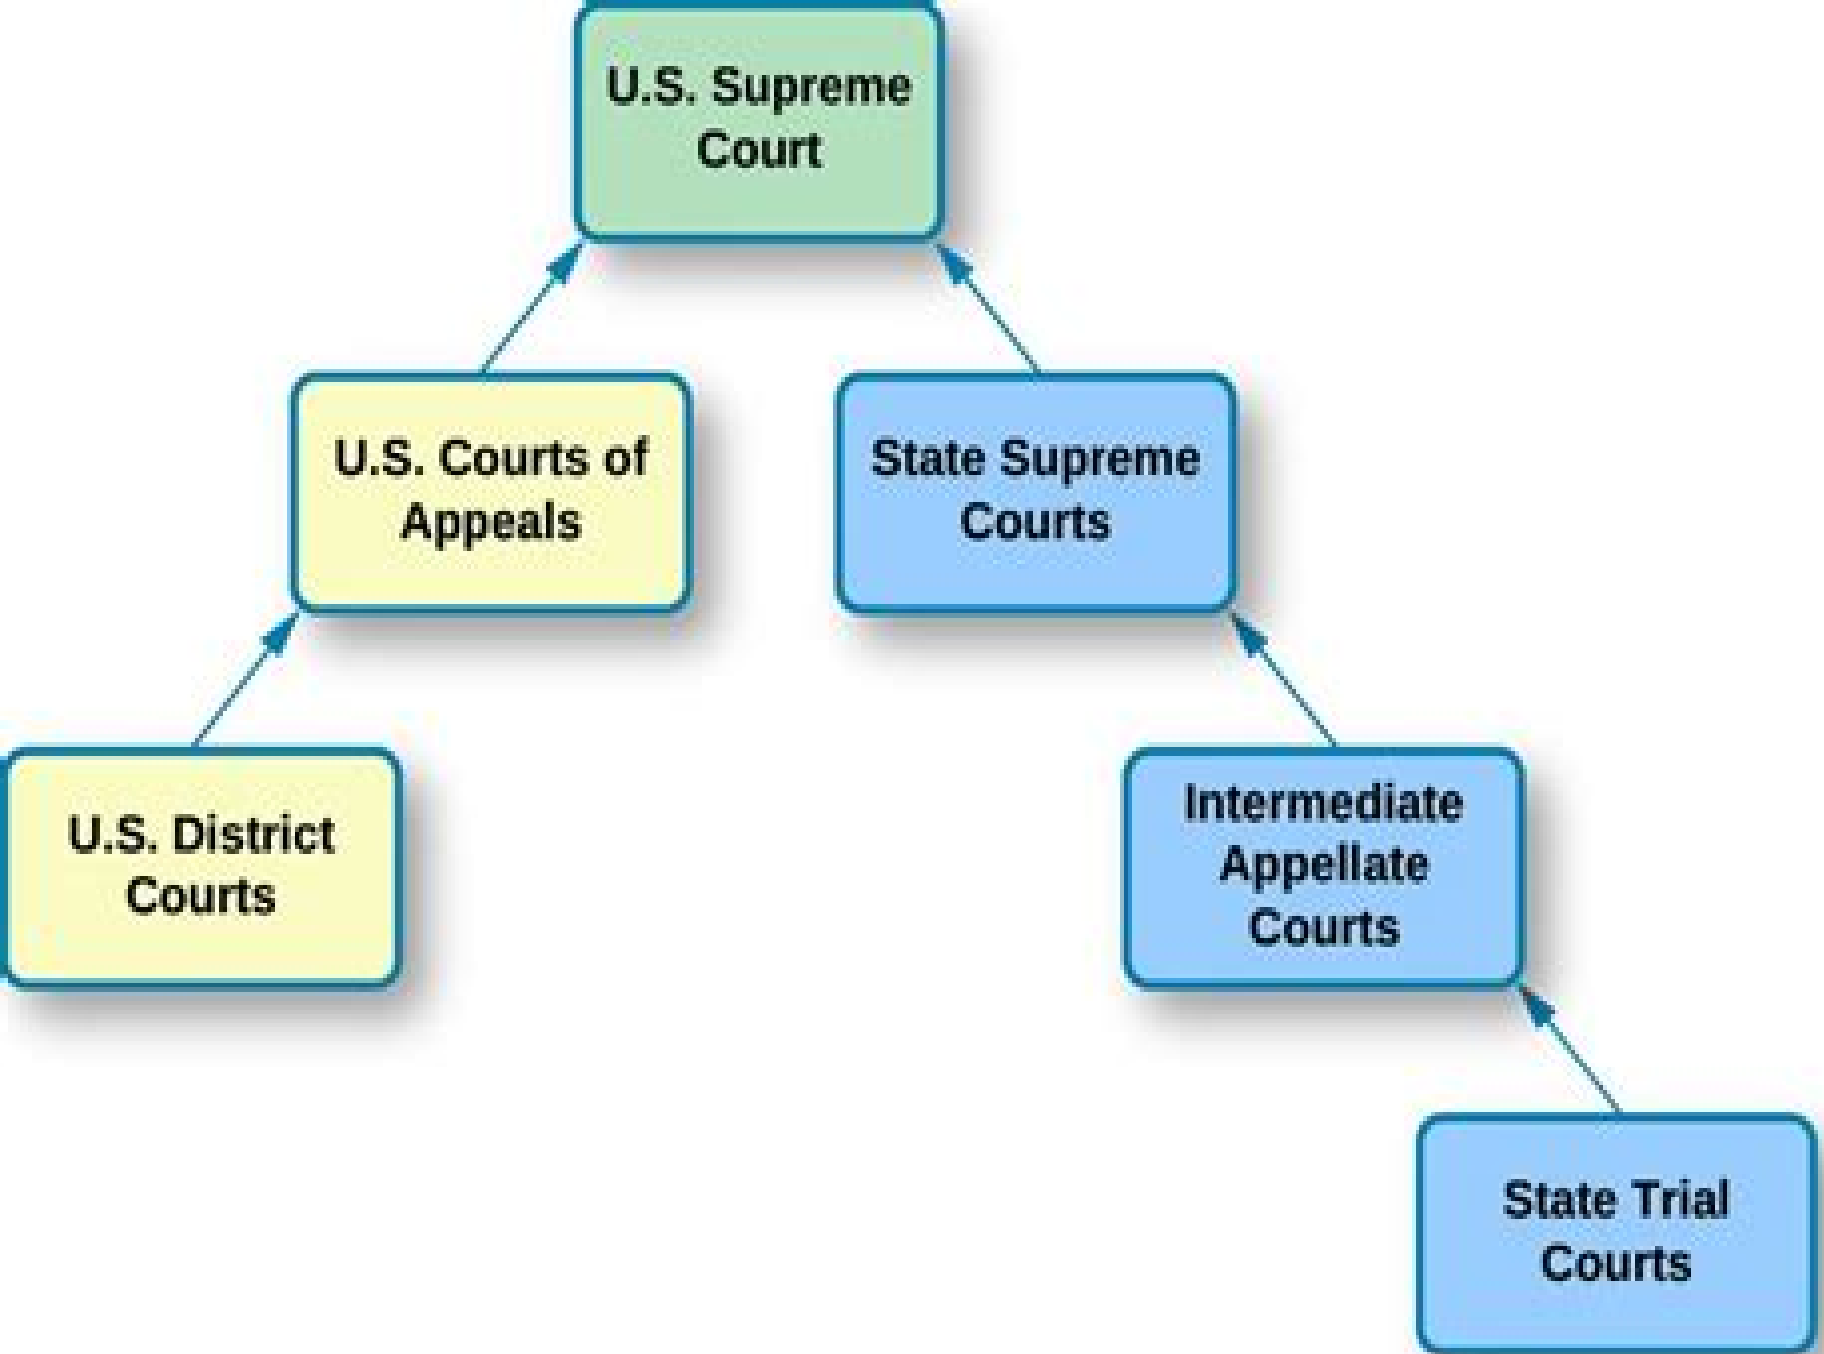 U.S. Supreme
Court
U.S. Courts of
Appeals
State Supreme
Courts
U.S. District
Courts
Intermediate
Appellate
Courts
State Trial
Courts